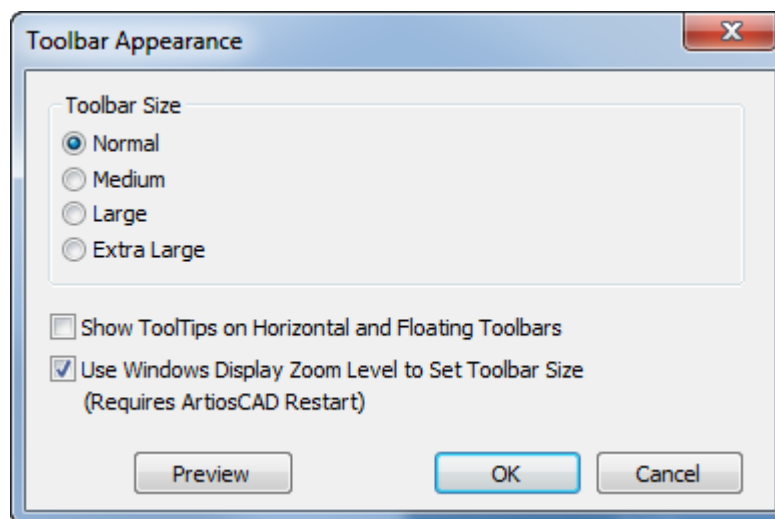 Toolbar Appearance
Toolbar Size
Normal
Medium
Large
Extra Large
Show ToolTips on Horizontal and Floating Toolbars
Use Windows Display Zoom Level to Set Toolbar Size
(Requires ArtiosCAD Restart)
Preview OK Cancel